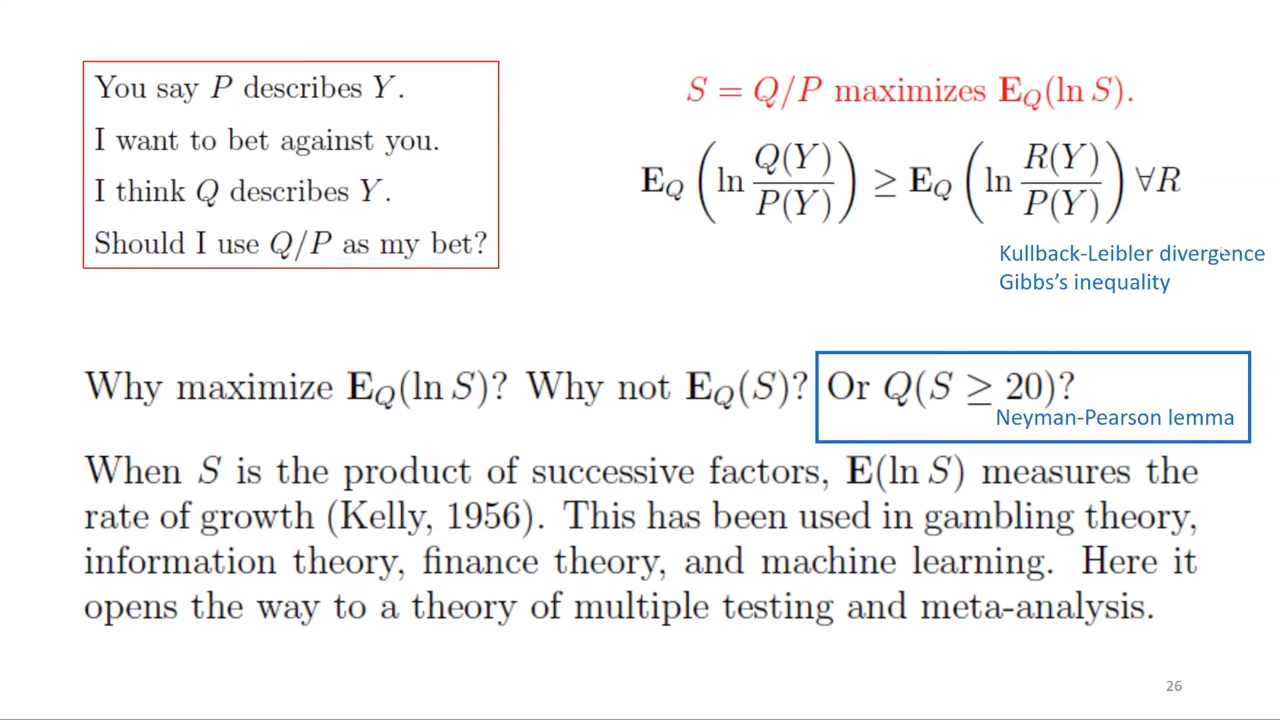 You say P describes Y.
I want to bet against you.
I think Q describes Y.
Should I use Q/P as my bet?
S = Q/P maximizes E_Q(ln S).
E_Q (ln Q(Y)/P(Y)) ≥ E_Q (ln R(Y)/P(Y)) ∀R
Kullback-Leibler divergence
Gibbs's inequality
Why maximize E_Q(ln S)? Why not E_Q(S)? Or Q(S ≥ 20)?
Neyman-Pearson lemma
When S is the product of successive factors, E(ln S) measures the
rate of growth (Kelly, 1956). This has been used in gambling theory,
information theory, finance theory, and machine learning. Here it
opens the way to a theory of multiple testing and meta-analysis.
26